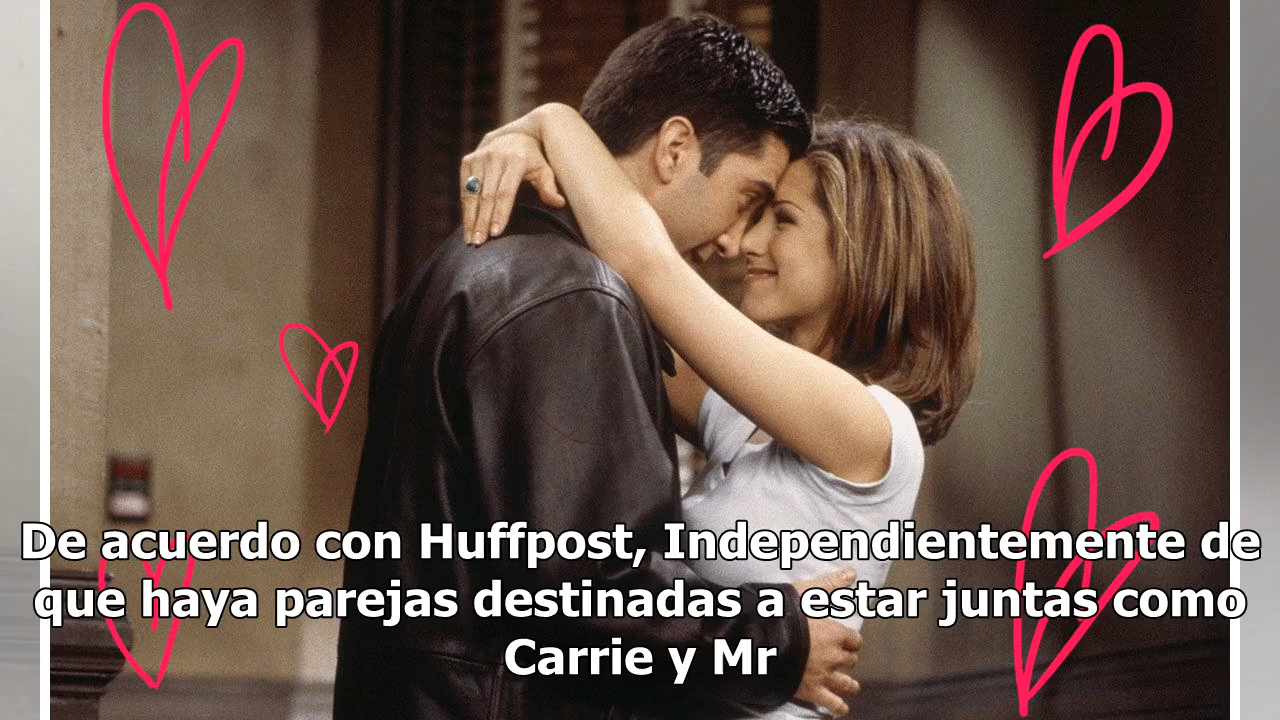 De acuerdo con Huffpost, Independientemente de
que haya parejas destinadas a estar juntas como
Carrie y Mr